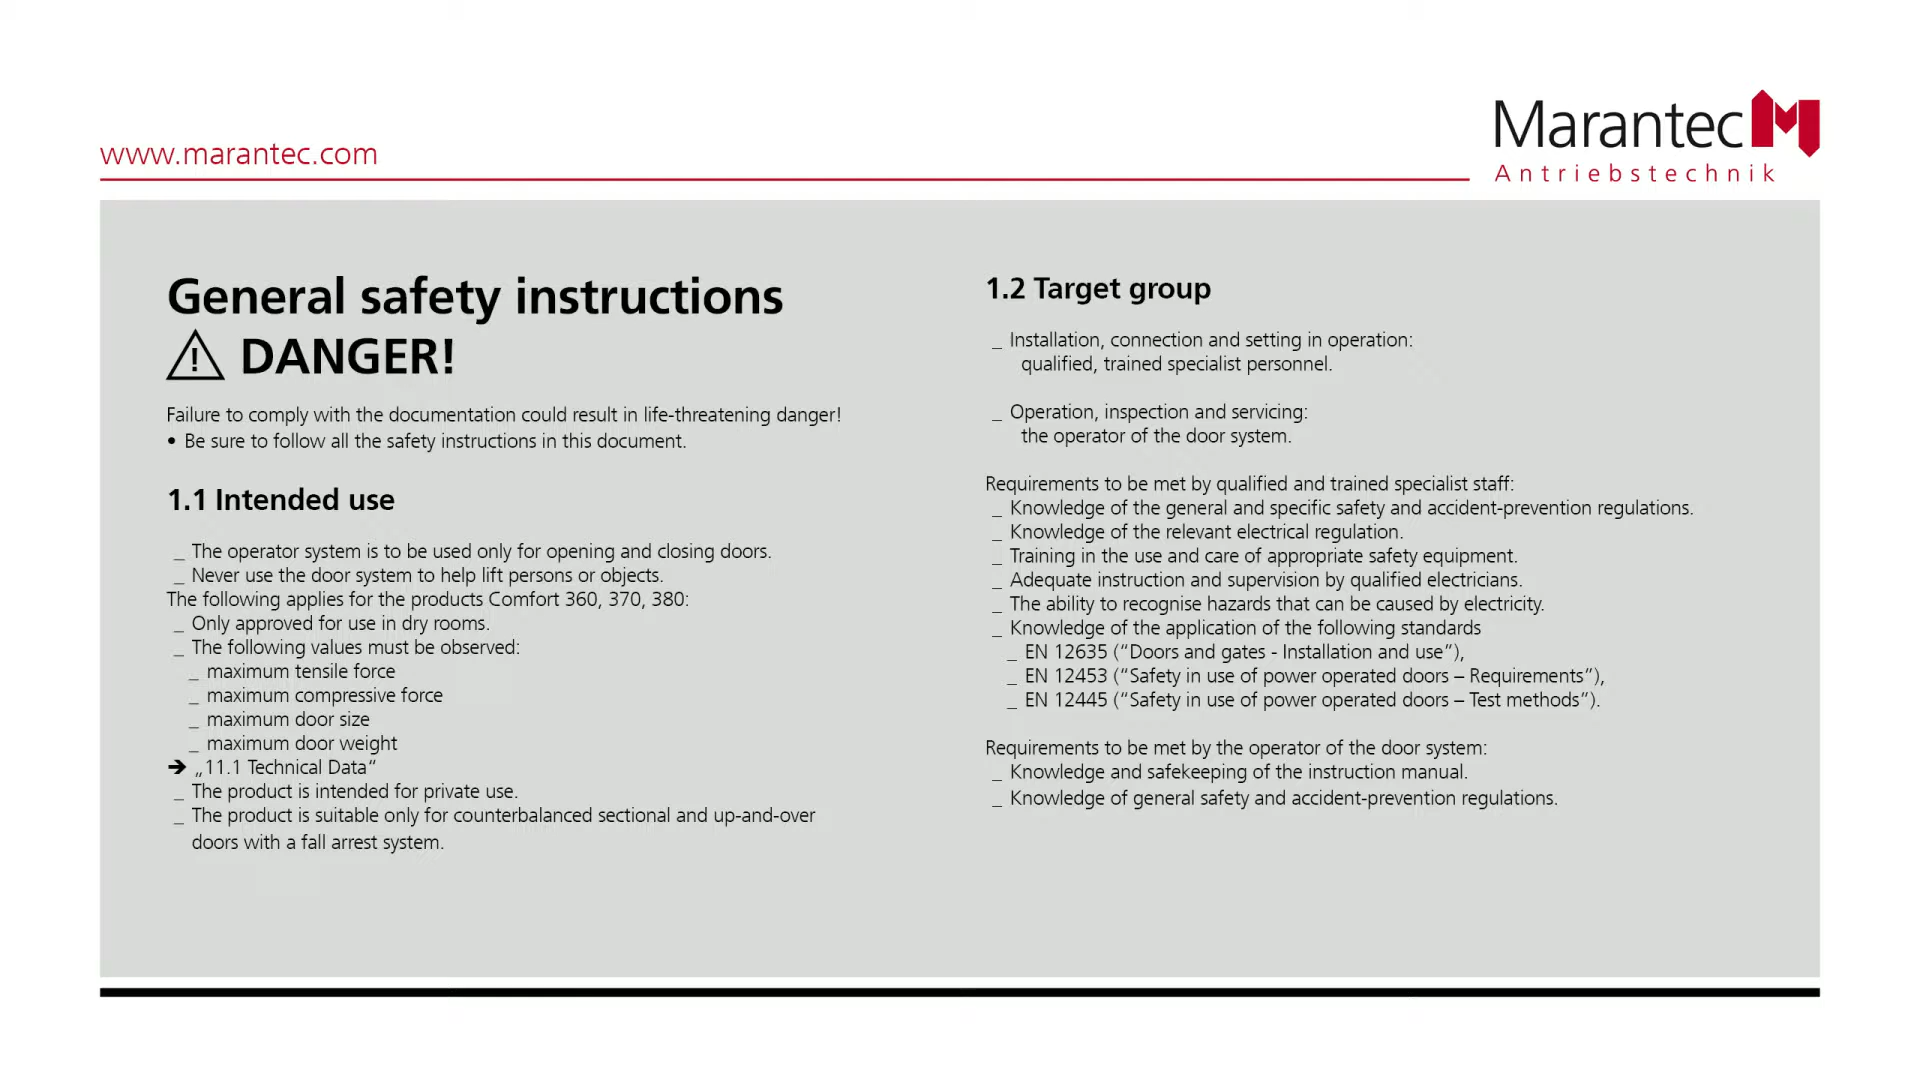 www.marantec.com
Marantec
Antriebstechnik
General safety instructions
DANGER!
Failure to comply with the documentation could result in life-threatening danger!
• Be sure to follow all the safety instructions in this document.
1.1 Intended use
_ The operator system is to be used only for opening and closing doors.
_ Never use the door system to help lift persons or objects.
The following applies for the products Comfort 360, 370, 380:
_ Only approved for use in dry rooms.
_ The following values must be observed:
_ maximum tensile force
_ maximum compressive force
_ maximum door size
_ maximum door weight
➔ „11.1 Technical Data“
_ The product is intended for private use.
_ The product is suitable only for counterbalanced sectional and up-and-over
doors with a fall arrest system.
1.2 Target group
_ Installation, connection and setting in operation:
qualified, trained specialist personnel.
_ Operation, inspection and servicing:
the operator of the door system.
Requirements to be met by qualified and trained specialist staff:
_ Knowledge of the general and specific safety and accident-prevention regulations.
_ Knowledge of the relevant electrical regulation.
_ Training in the use and care of appropriate safety equipment.
_ Adequate instruction and supervision by qualified electricians.
_ The ability to recognise hazards that can be caused by electricity.
_ Knowledge of the application of the following standards
_ EN 12635 (“Doors and gates - Installation and use”),
_ EN 12453 (“Safety in use of power operated doors – Requirements”),
_ EN 12445 (“Safety in use of power operated doors – Test methods”).
Requirements to be met by the operator of the door system:
_ Knowledge and safekeeping of the instruction manual.
_ Knowledge of general safety and accident-prevention regulations.